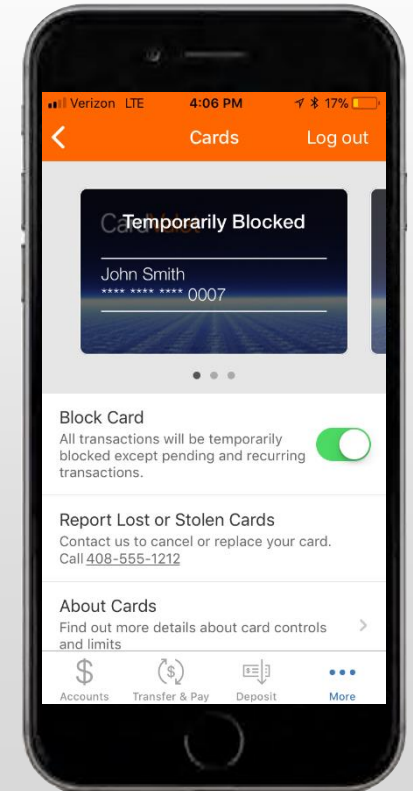 Verizon LTE 4:06 PM 17%
Cards Log out
CardValet
Temporarily Blocked
John Smith
**** **** **** 0007
Block Card
All transactions will be temporarily
blocked except pending and recurring
transactions.
Report Lost or Stolen Cards
Contact us to cancel or replace your card.
Call 408-555-1212
About Cards
Find out more details about card controls
and limits
Accounts Transfer & Pay Deposit More